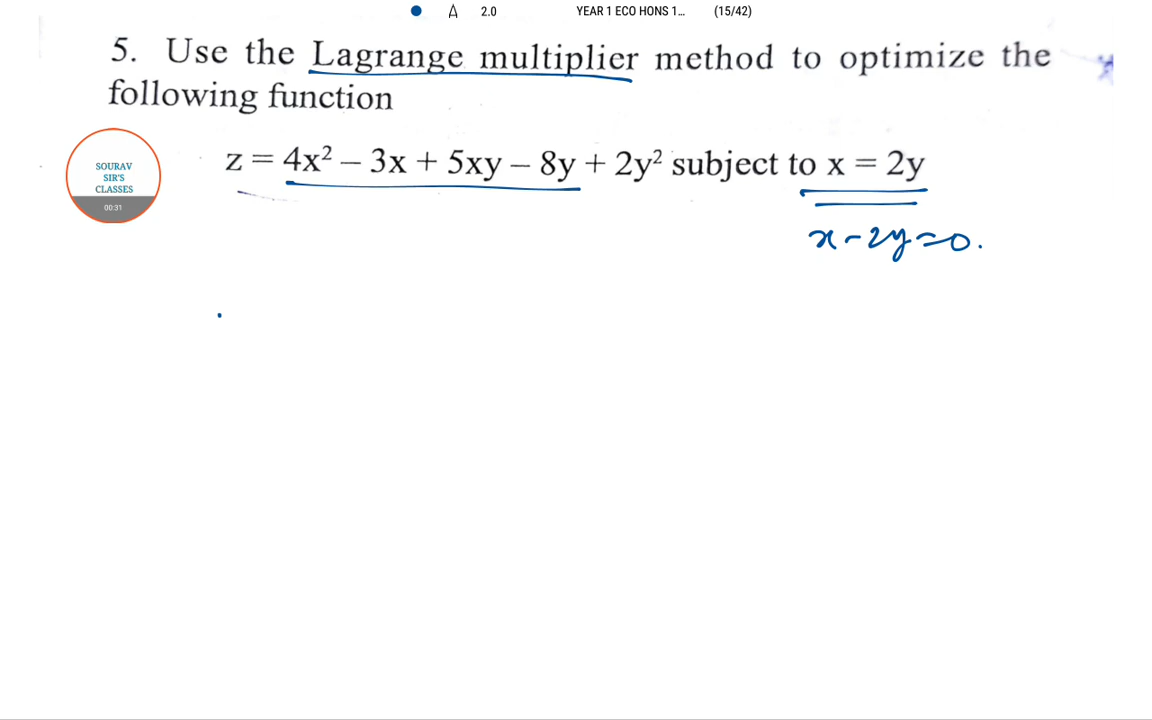 2.0 YEAR 1 ECO HONS 1... (15/42)
5. Use the Lagrange multiplier method to optimize the
following function
SOURAV
SIR'S
CLASSES
00:31
z = 4x² – 3x + 5xy – 8y + 2y² subject to x = 2y
x - 2y = 0.